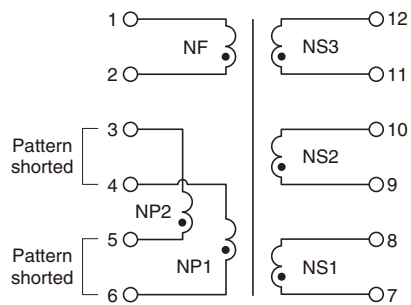 1
NF
2
NS3
12
11
Pattern
shorted
3
4
NP2
Pattern
shorted
5
6
NP1
NS2
10
9
NS1
8
7